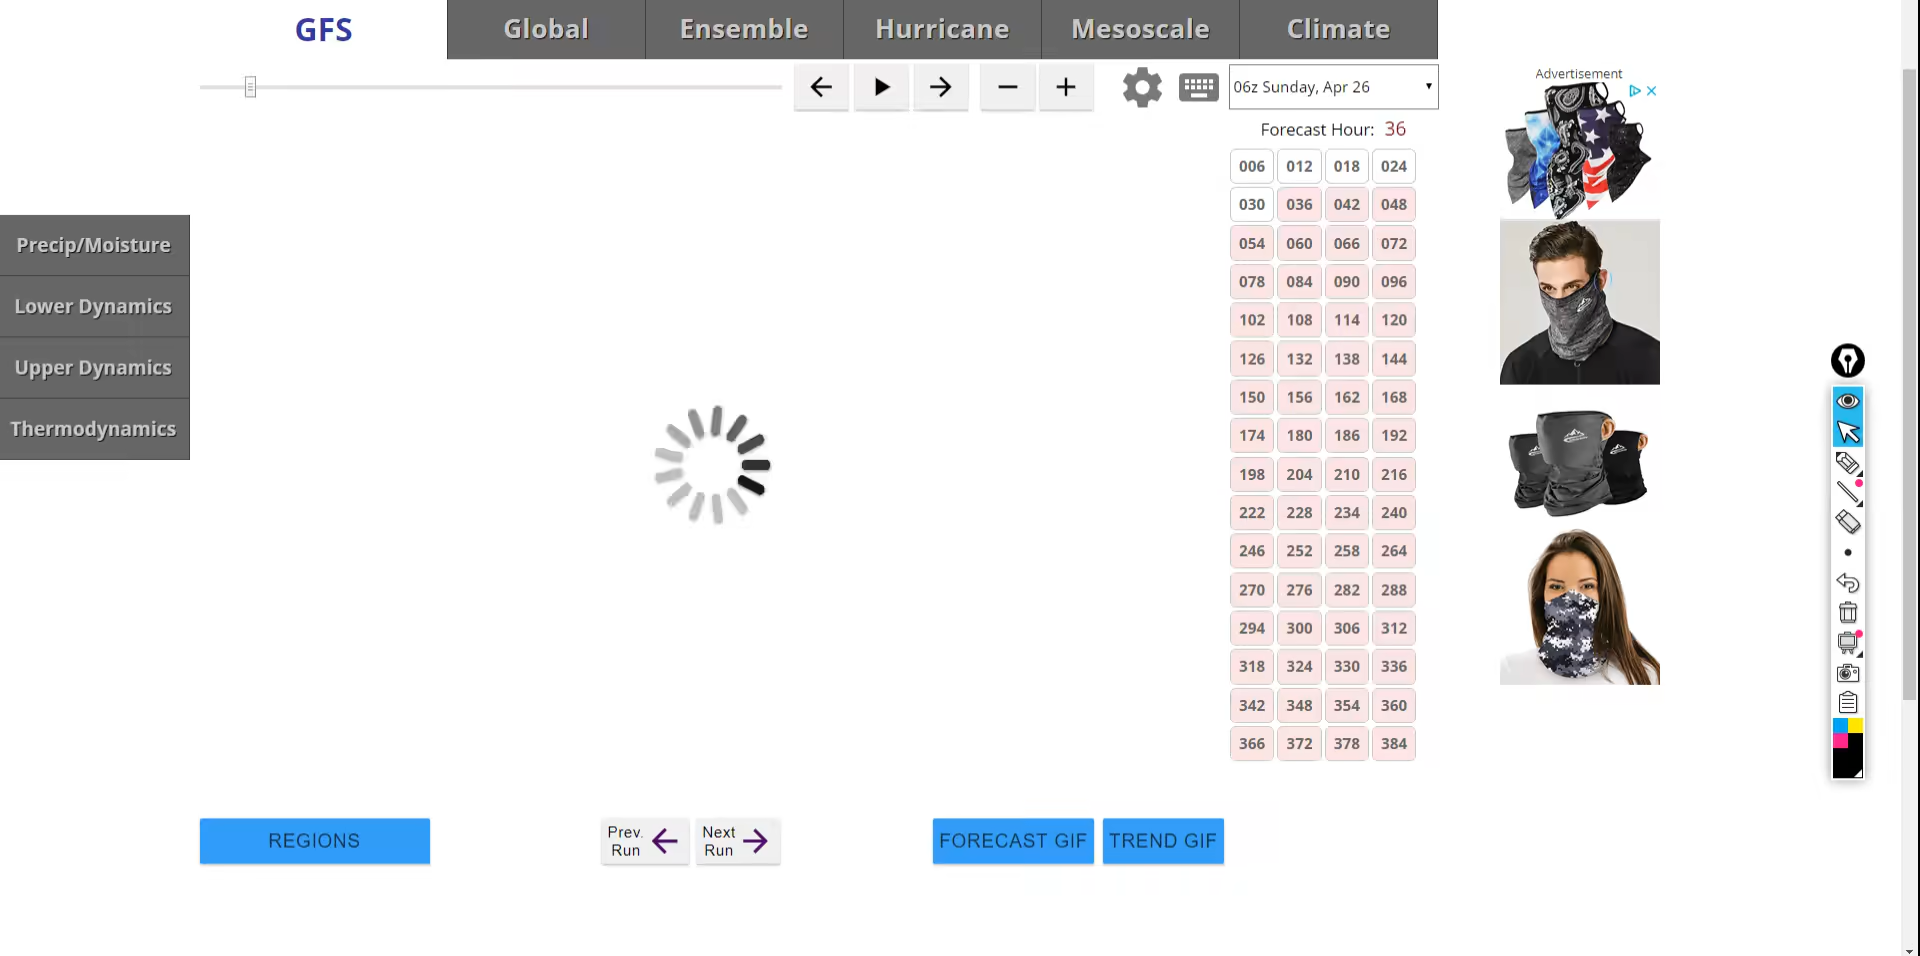 GFS Global Ensemble Hurricane Mesoscale Climate
06z Sunday, Apr 26
Forecast Hour: 36
006 012 018 024
030 036 042 048
054 060 066 072
078 084 090 096
102 108 114 120
126 132 138 144
150 156 162 168
174 180 186 192
198 204 210 216
222 228 234 240
246 252 258 264
270 276 282 288
294 300 306 312
318 324 330 336
342 348 354 360
366 372 378 384
Advertisement
Precip/Moisture
Lower Dynamics
Upper Dynamics
Thermodynamics
REGIONS
Prev.
Run
Next
Run
FORECAST GIF
TREND GIF